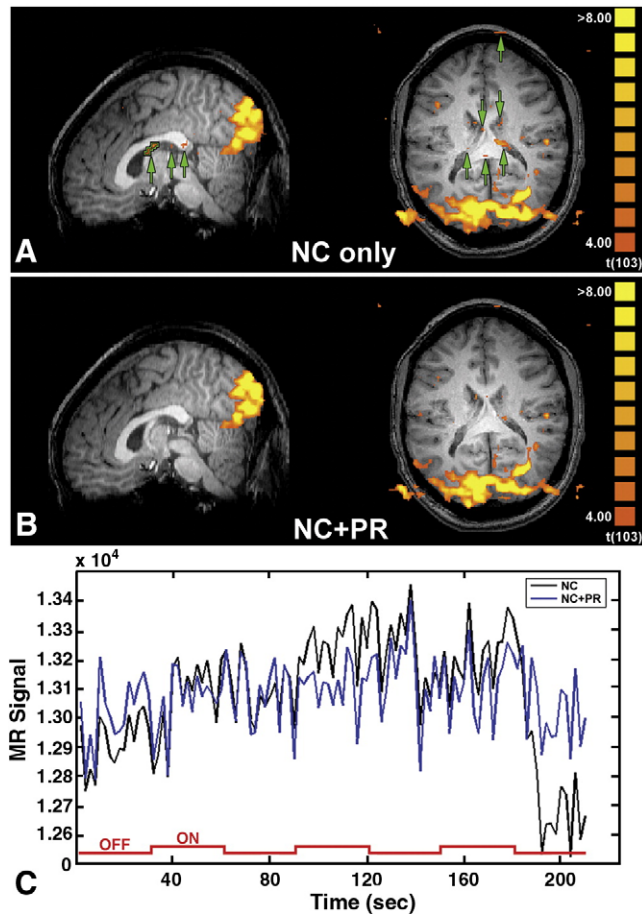 >8.00
4.00
t(103)
A
NC only
>8.00
4.00
t(103)
B
NC+PR
x 10⁴
NC
NC+PR
1.34
1.33
1.32
1.31
1.30
1.29
1.28
1.27
1.26
0
MR Signal
OFF
ON
40
80
120
160
200
C
Time (sec)